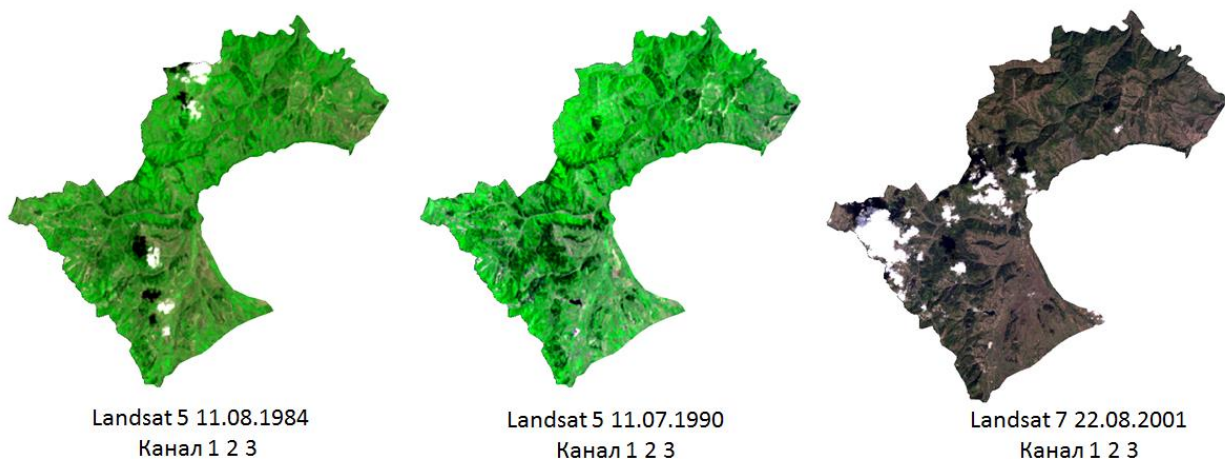 Landsat 5 11.08.1984
Канал 1 2 3
Landsat 5 11.07.1990
Канал 1 2 3
Landsat 7 22.08.2001
Канал 1 2 3